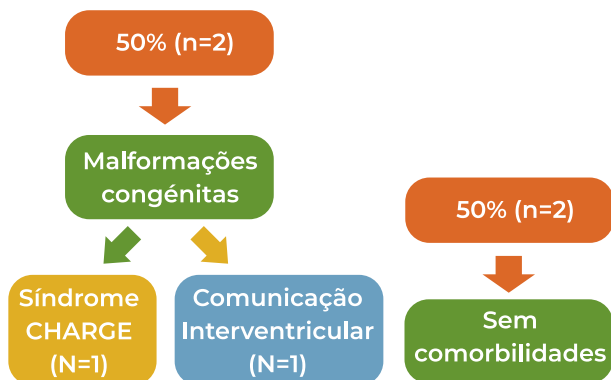 50% (n=2)
Malformações
congénitas
Síndrome
CHARGE
(N=1)
Comunicação
Interventricular
(N=1)
50% (n=2)
Sem
comorbilidades